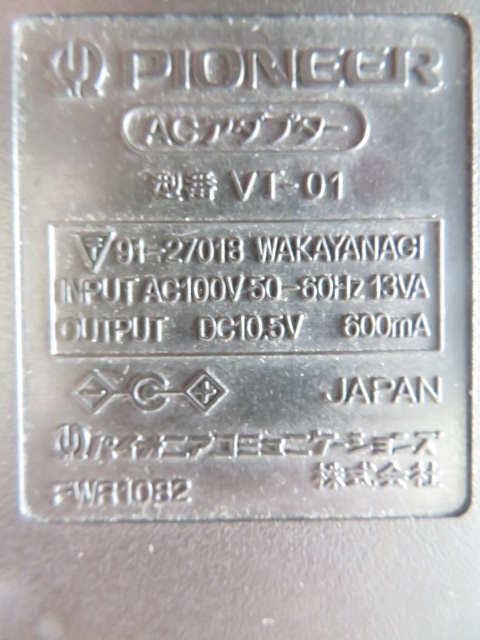 PIONEER
ACアダプター
型番 VT-01
T 91-27018 WAKAYANAGI
INPUT AC100V 50-60Hz 13VA
OUTPUT DC10.5V 600mA
- C + JAPAN
パイオニアコミュニケーションズ
株式会社
PWR1082